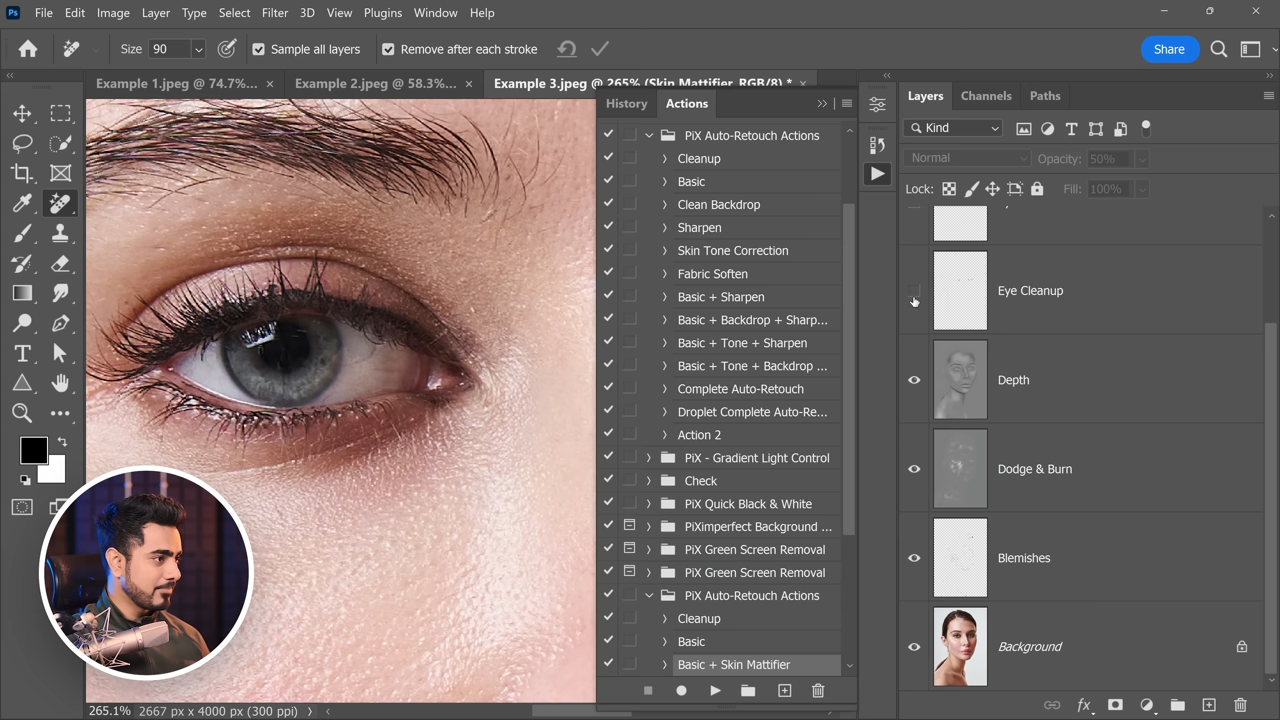 Ps File Edit Image Layer Type Select Filter 3D View Plugins Window Help
Size 90 Sample all layers Remove after each stroke Share
Example 1.jpeg @ 74.7%... × Example 2.jpeg @ 58.3%... × Example 3.jpeg @ 265% (Skin Mattifier, RGB/8) * ×
History Actions
PiX Auto-Retouch Actions
Cleanup
Basic
Clean Backdrop
Sharpen
Skin Tone Correction
Fabric Soften
Basic + Sharpen
Basic + Backdrop + Sharp...
Basic + Tone + Sharpen
Basic + Tone + Backdrop ...
Complete Auto-Retouch
Droplet Complete Auto-Re...
Action 2
PiX - Gradient Light Control
Check
PiX Quick Black & White
PiXimperfect Background ...
PiX Green Screen Removal
PiX Green Screen Removal
PiX Auto-Retouch Actions
Cleanup
Basic
Basic + Skin Mattifier
Layers Channels Paths
Kind
Normal Opacity: 50%
Lock: Fill: 100%
Eye Cleanup
Depth
Dodge & Burn
Blemishes
Background
265.1% 2667 px x 4000 px (300 ppi)